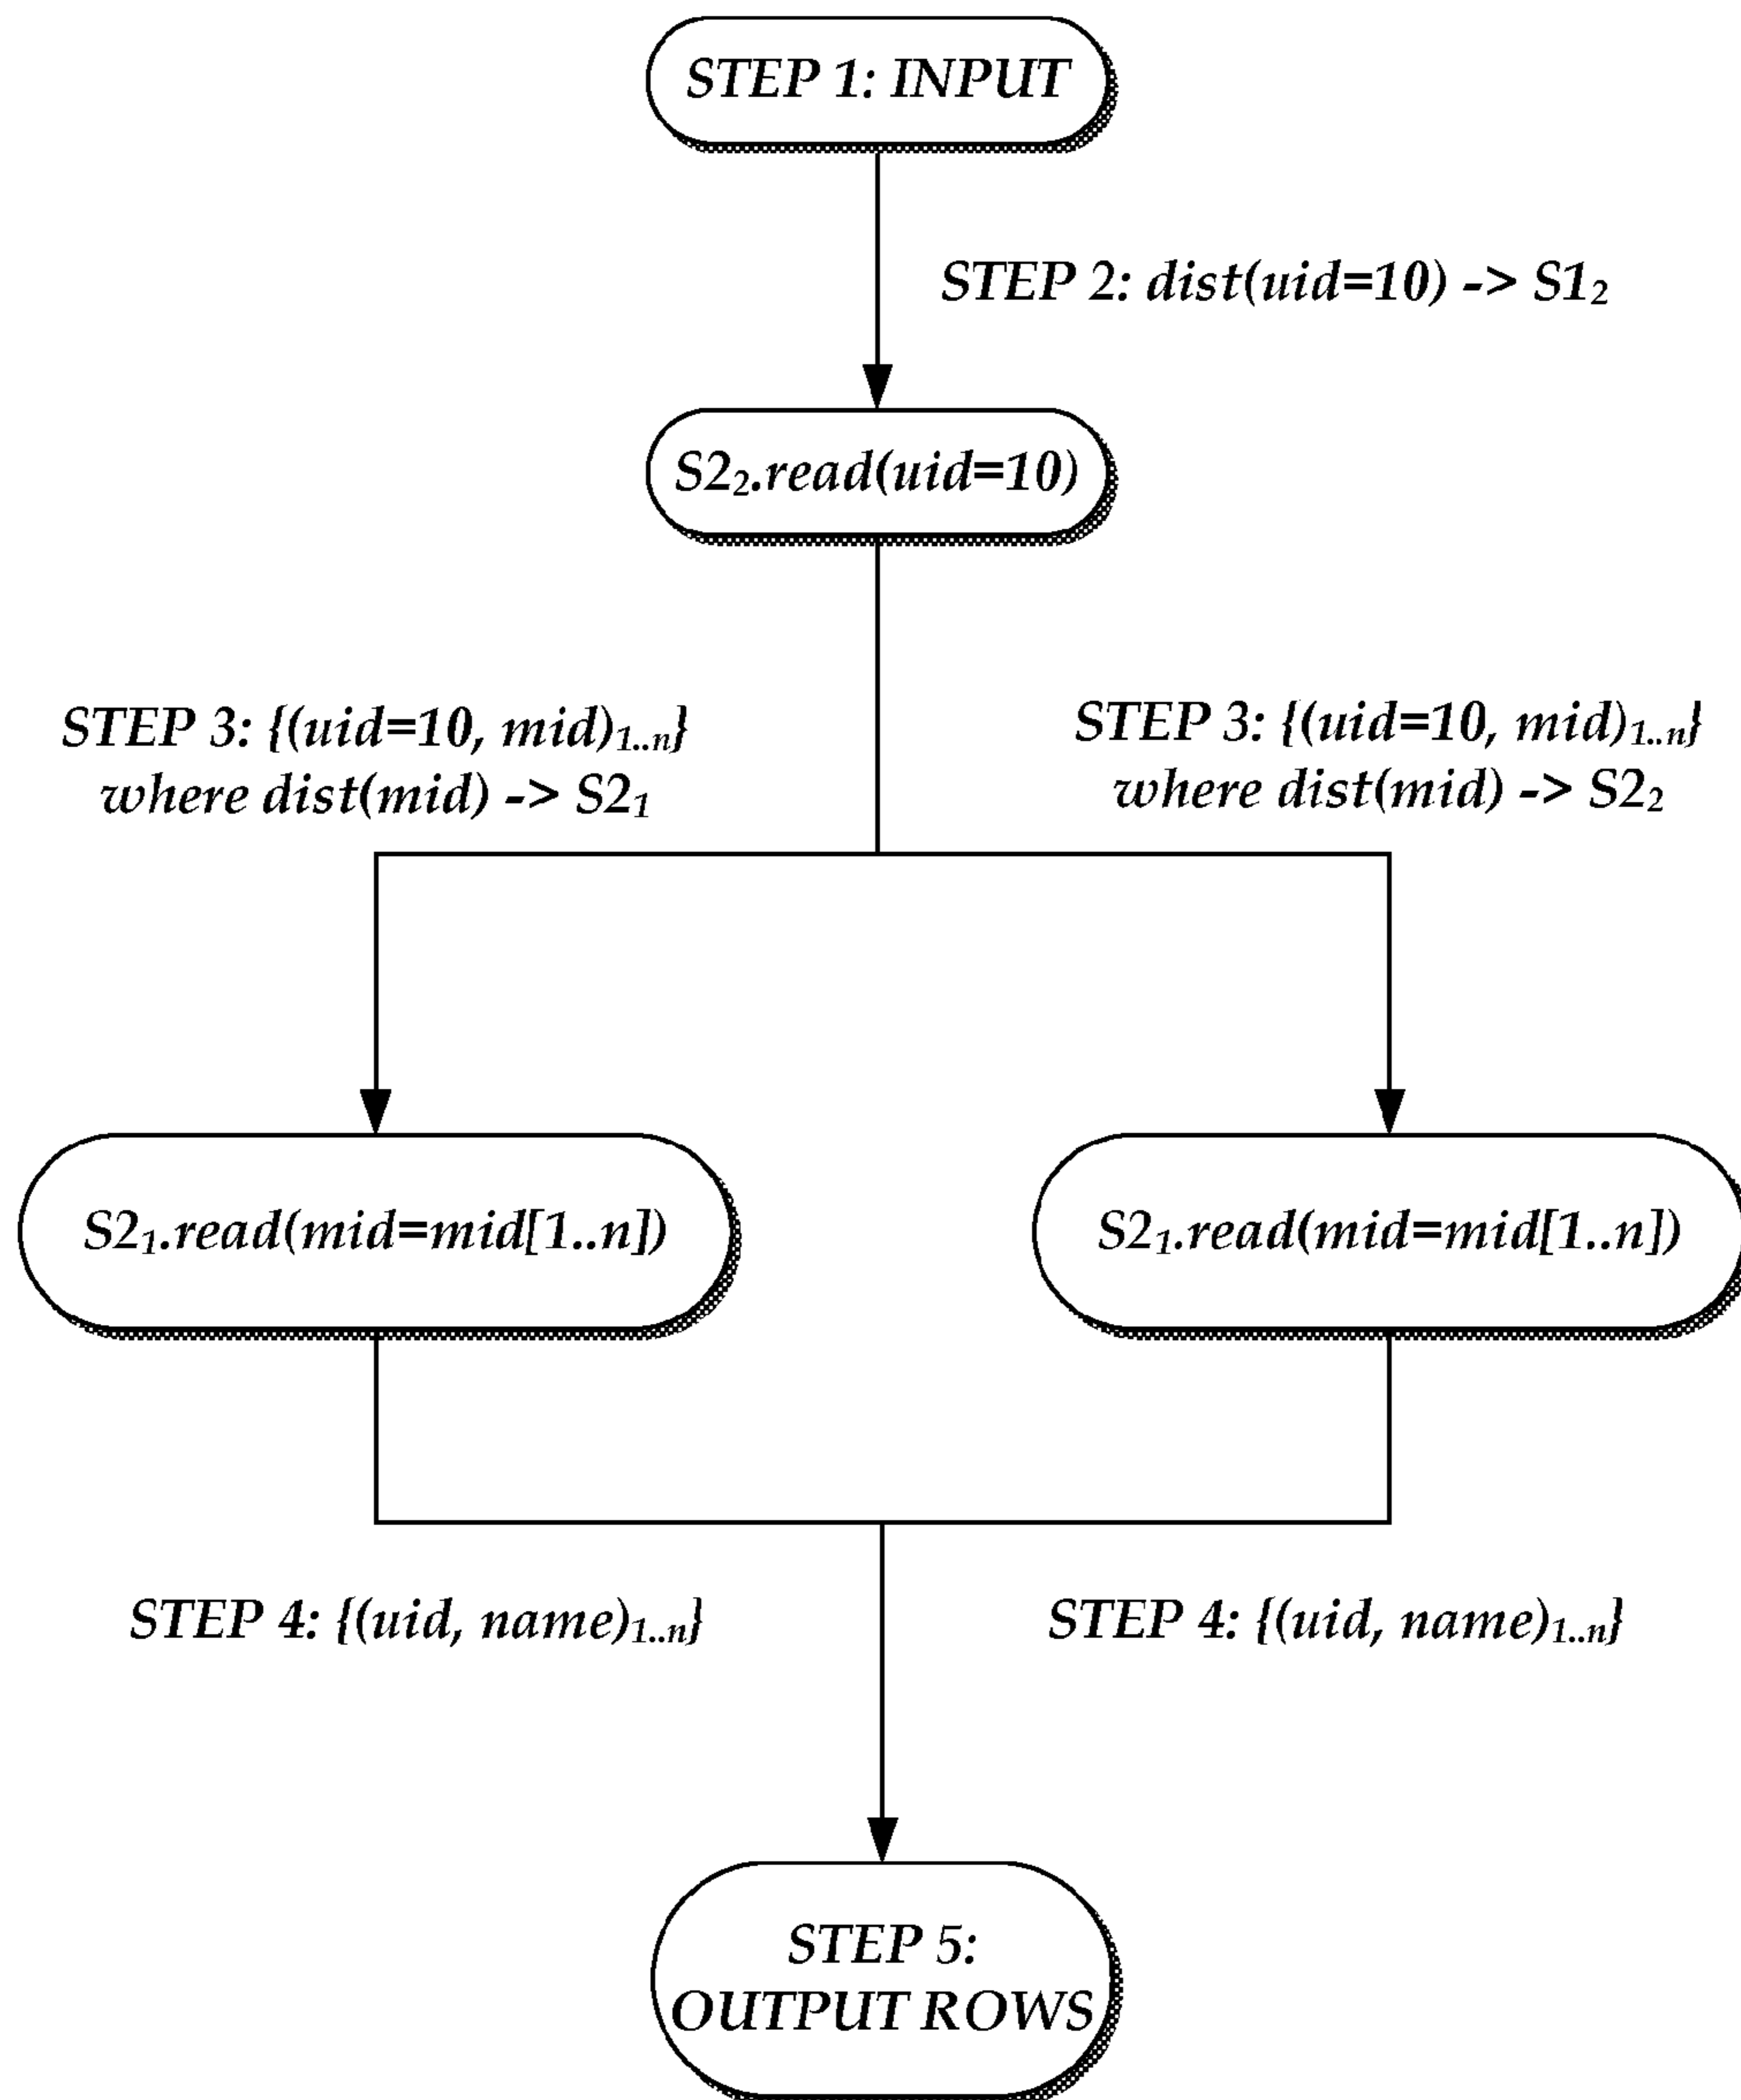 STEP 1: INPUT
STEP 2: dist(uid=10) -> S1₂
S2₂.read(uid=10)
STEP 3: {(uid=10, mid)₁..ₙ}
where dist(mid) -> S2₁
STEP 3: {(uid=10, mid)₁..ₙ}
where dist(mid) -> S2₂
S2₁.read(mid=mid[1..n])
S2₁.read(mid=mid[1..n])
STEP 4: {(uid, name)₁..ₙ}
STEP 4: {(uid, name)₁..ₙ}
STEP 5:
OUTPUT ROWS